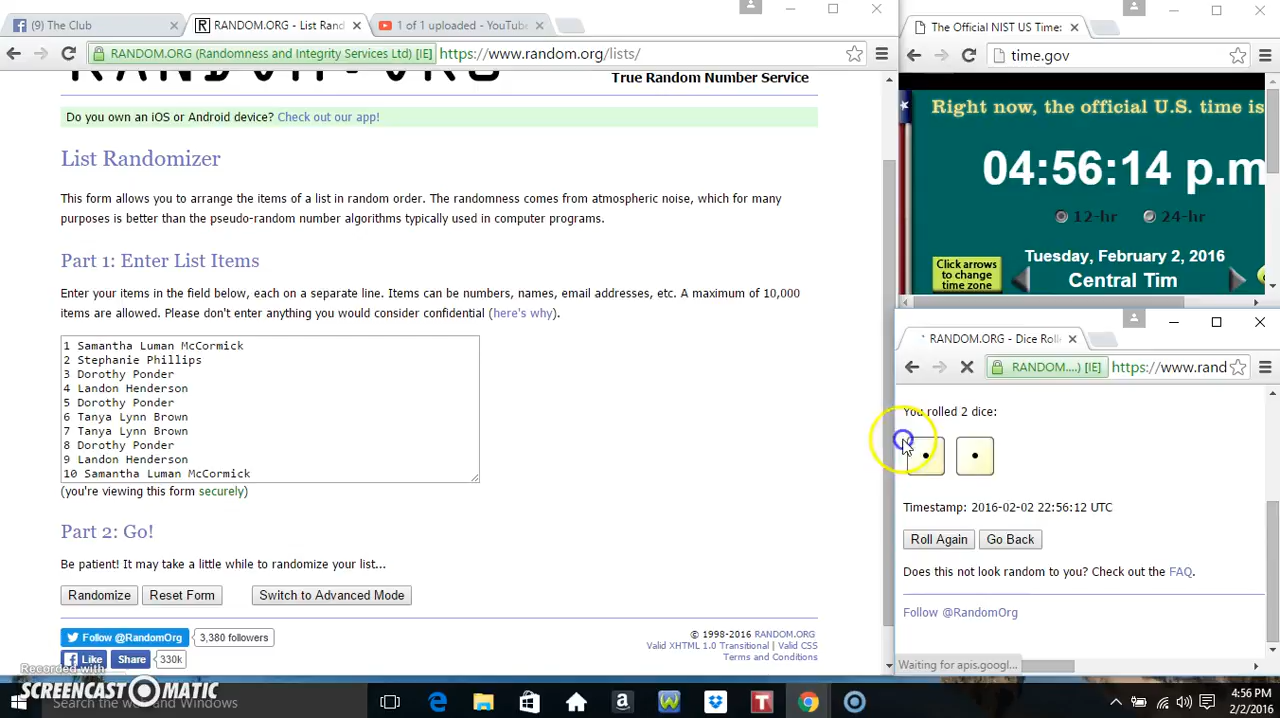 (9) The Club
RANDOM.ORG - List Rand
1 of 1 uploaded - YouTube
RANDOM.ORG (Randomness and Integrity Services Ltd) [IE]
https://www.random.org/lists/
True Random Number Service
Do you own an iOS or Android device? Check out our app!
List Randomizer
This form allows you to arrange the items of a list in random order. The randomness comes from atmospheric noise, which for many
purposes is better than the pseudo-random number algorithms typically used in computer programs.
Part 1: Enter List Items
Enter your items in the field below, each on a separate line. Items can be numbers, names, email addresses, etc. A maximum of 10,000
items are allowed. Please don't enter anything you would consider confidential (here's why).
1 Samantha Luman McCormick
2 Stephanie Phillips
3 Dorothy Ponder
4 Landon Henderson
5 Dorothy Ponder
6 Tanya Lynn Brown
7 Tanya Lynn Brown
8 Dorothy Ponder
9 Landon Henderson
10 Samantha Luman McCormick
(you're viewing this form securely)
Part 2: Go!
Be patient! It may take a little while to randomize your list...
Randomize
Reset Form
Switch to Advanced Mode
Follow @RandomOrg
3,380 followers
Like
Share
330k
© 1998-2016 RANDOM.ORG
Valid XHTML 1.0 Transitional | Valid CSS
Terms and Conditions
The Official NIST US Time:
time.gov
Right now, the official U.S. time is
04:56:14 p.m
12-hr
24-hr
Tuesday, February 2, 2016
Click arrows
to change
time zone
Central Tim
RANDOM.ORG - Dice Roll
RANDOM....) [IE]
https://www.rand
You rolled 2 dice:
Timestamp: 2016-02-02 22:56:12 UTC
Roll Again
Go Back
Does this not look random to you? Check out the FAQ.
Follow @RandomOrg
Waiting for apis.googl...
Recorded with
SCREENCAST-O-MATIC
4:56 PM
2/2/2016